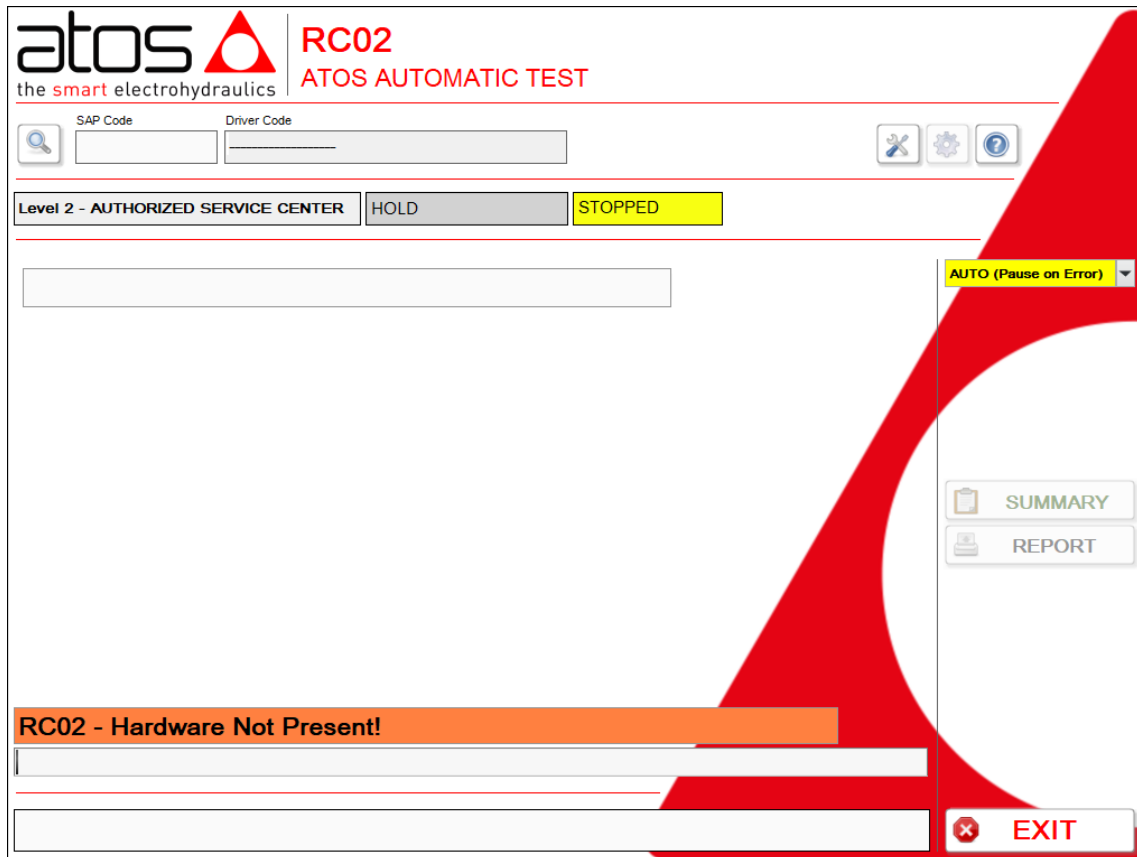 atos
the smart electrohydraulics
RC02
ATOS AUTOMATIC TEST
SAP Code
Driver Code
Level 2 - AUTHORIZED SERVICE CENTER
HOLD
STOPPED
AUTO (Pause on Error)
SUMMARY
REPORT
RC02 - Hardware Not Present!
EXIT